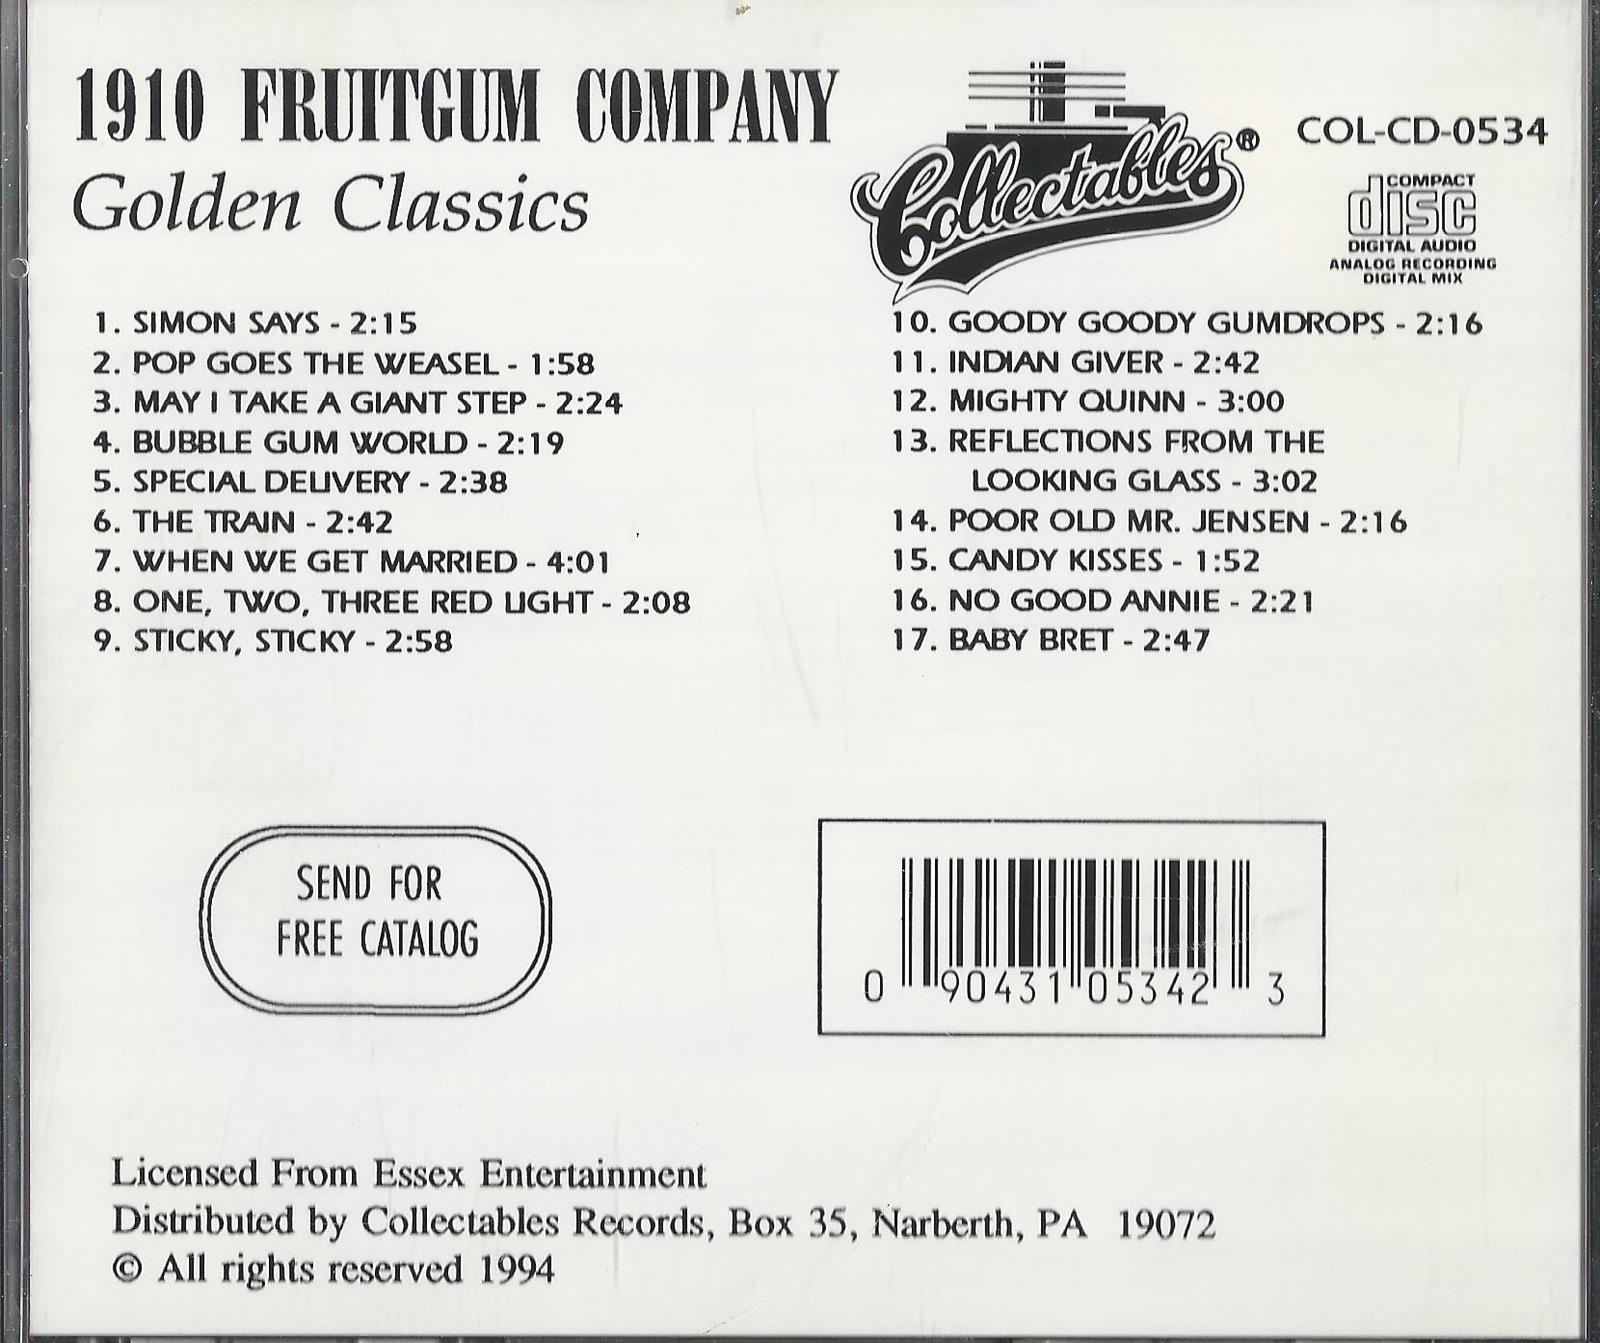 1910 FRUITGUM COMPANY
Golden Classics
Collectables®
COL-CD-0534
COMPACT
disc
DIGITAL AUDIO
ANALOG RECORDING
DIGITAL MIX
1. SIMON SAYS - 2:15
2. POP GOES THE WEASEL - 1:58
3. MAY I TAKE A GIANT STEP - 2:24
4. BUBBLE GUM WORLD - 2:19
5. SPECIAL DELIVERY - 2:38
6. THE TRAIN - 2:42
7. WHEN WE GET MARRIED - 4:01
8. ONE, TWO, THREE RED LIGHT - 2:08
9. STICKY, STICKY - 2:58
10. GOODY GOODY GUMDROPS - 2:16
11. INDIAN GIVER - 2:42
12. MIGHTY QUINN - 3:00
13. REFLECTIONS FROM THE
LOOKING GLASS - 3:02
14. POOR OLD MR. JENSEN - 2:16
15. CANDY KISSES - 1:52
16. NO GOOD ANNIE - 2:21
17. BABY BRET - 2:47
SEND FOR
FREE CATALOG
0 90431 05342 3
Licensed From Essex Entertainment
Distributed by Collectables Records, Box 35, Narberth, PA 19072
© All rights reserved 1994